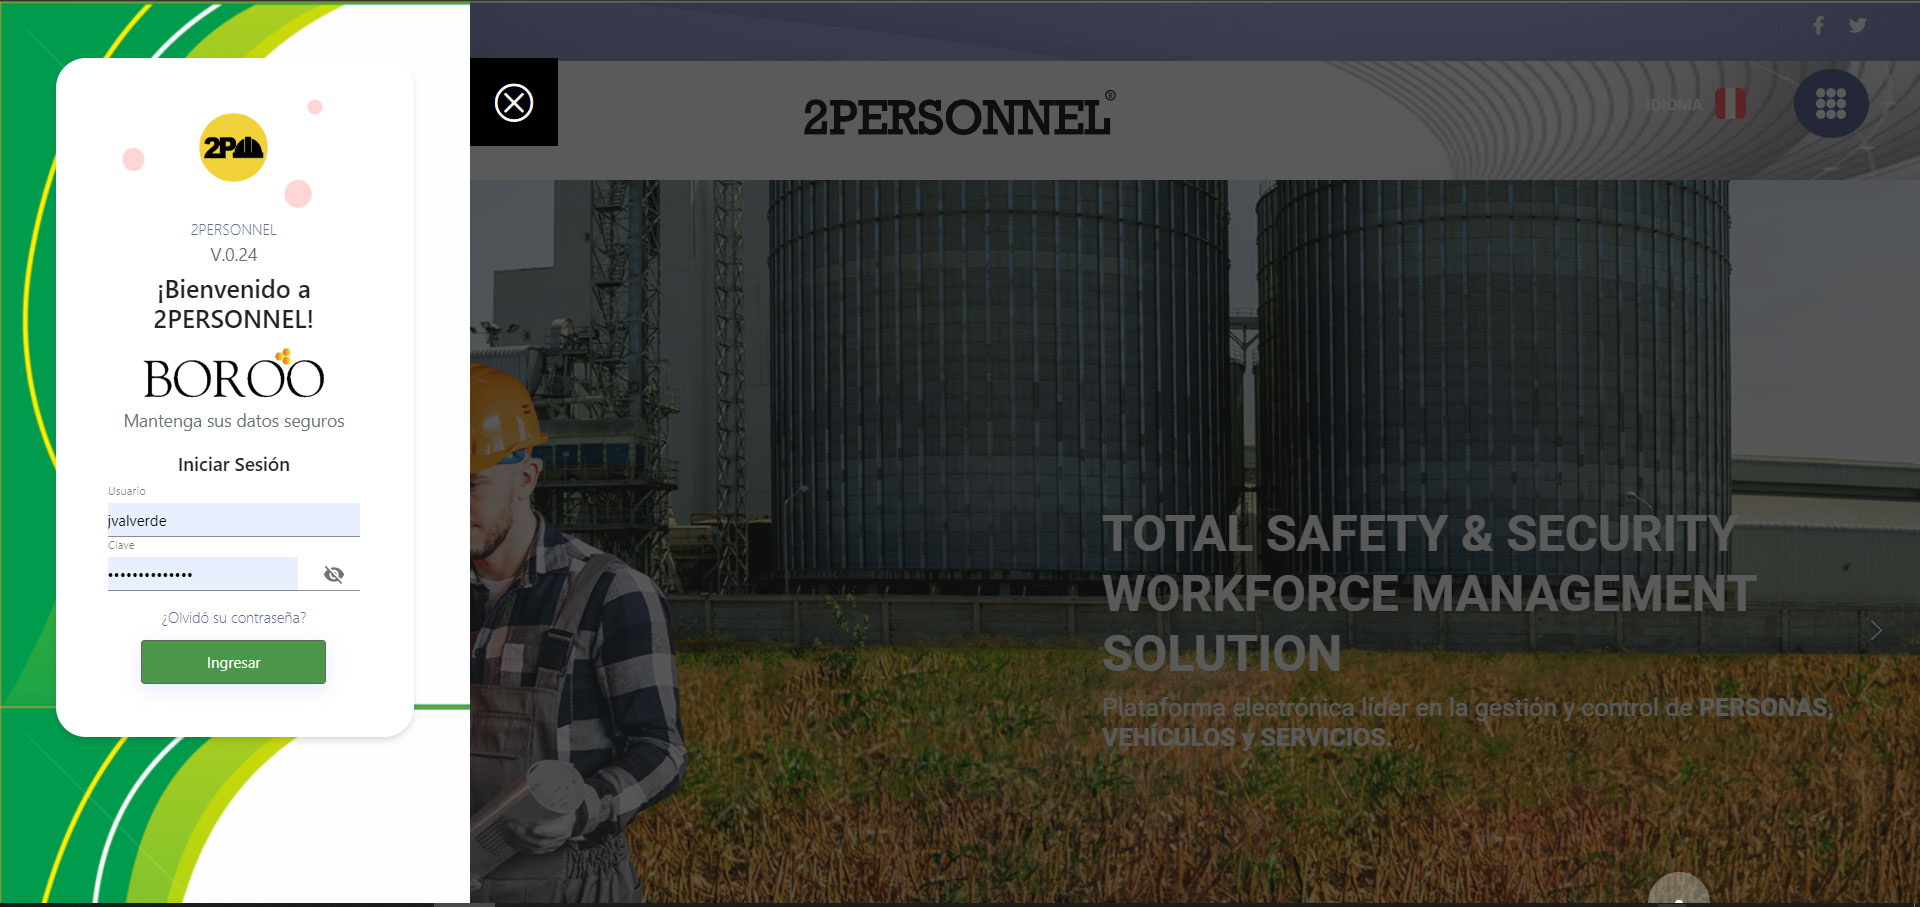 2P
2PERSONNEL
V.0.24
¡Bienvenido a
2PERSONNEL!
BOROO
Mantenga sus datos seguros
Iniciar Sesión
Usuario
jvalverde
Clave
••••••••••••••
¿Olvidó su contraseña?
Ingresar
2PERSONNEL®
IDIOMA
TOTAL SAFETY & SECURITY
WORKFORCE MANAGEMENT
SOLUTION
Plataforma electrónica líder en la gestión y control de PERSONAS,
VEHÍCULOS y SERVICIOS.